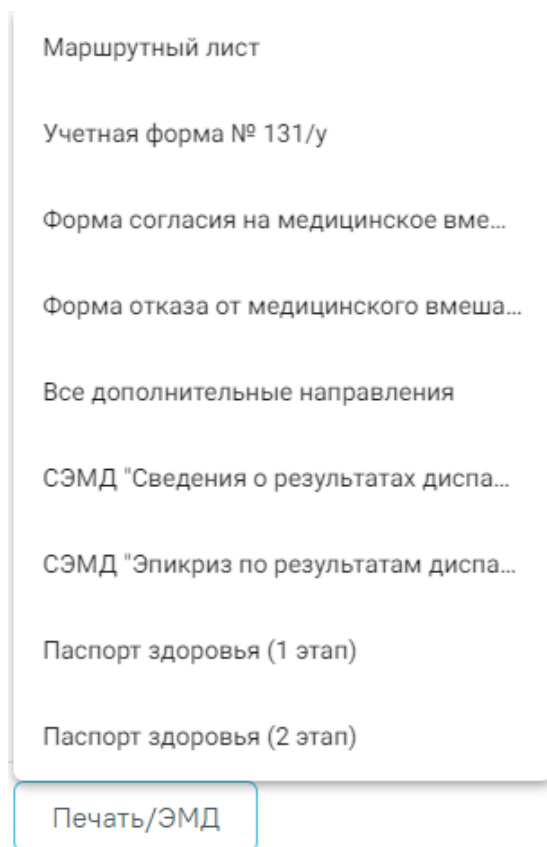 Маршрутный лист
Учетная форма № 131/у
Форма согласия на медицинское вме...
Форма отказа от медицинского вмеша...
Все дополнительные направления
СЭМД "Сведения о результатах диспа...
СЭМД "Эпикриз по результатам диспа...
Паспорт здоровья (1 этап)
Паспорт здоровья (2 этап)
Печать/ЭМД